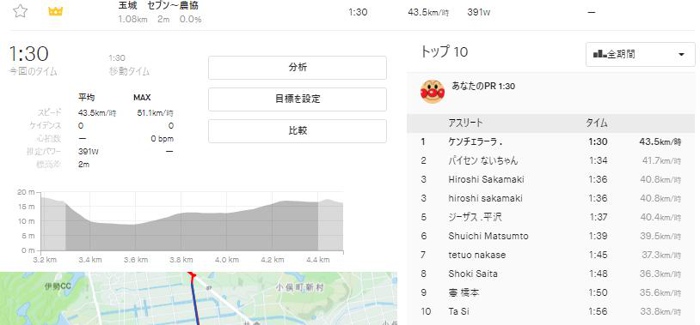 玉城 セブン〜農協
1.08km 2m 0.0%
1:30 43.5km/時 391W —
1:30
今回のタイム
1:30
移動タイム
分析
目標を設定
比較
平均 MAX
スピード 43.5km/時 51.1km/時
ケイデンス 0 0
心拍数 — 0 bpm
推定パワー 391W —
標高差 2m
20 m
15 m
10 m
5 m
0 m
3.2 km 3.4 km 3.6 km 3.8 km 4.0 km 4.2 km 4.4 km
伊勢CC
小俣町新村
トップ 10
全期間
あなたのPR 1:30
アスリート タイム
1 ケンヂェラーラ . 1:30 43.5km/時
2 パイセン ないちゃん 1:34 41.7km/時
3 Hiroshi Sakamaki 1:36 40.8km/時
3 hiroshi sakamaki 1:36 40.8km/時
5 ジーザス .平沢 1:37 40.4km/時
6 Shuichi Matsumto 1:39 39.5km/時
7 tetuo nakase 1:45 37.3km/時
8 Shoki Saita 1:48 36.3km/時
9 憲 橋本 1:50 35.6km/時
10 Ta Si 1:56 33.8km/時